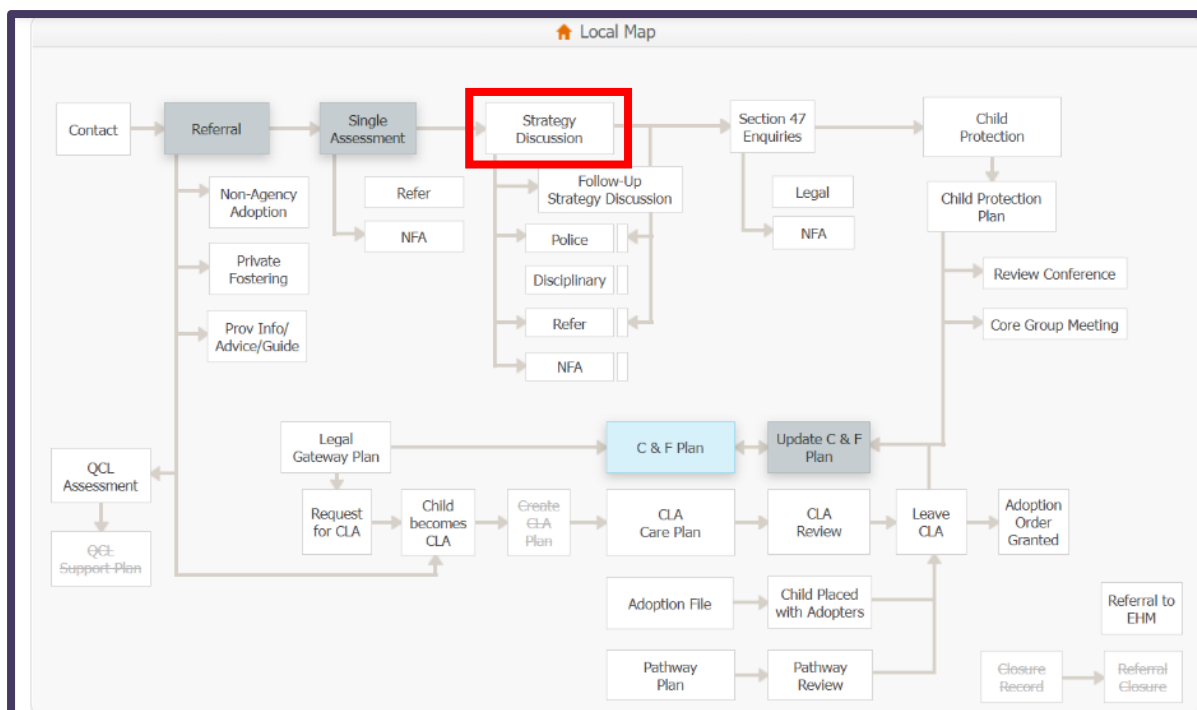 Local Map
Contact
Referral
Single
Assessment
Strategy
Discussion
Section 47
Enquiries
Child
Protection
Non-Agency
Adoption
Private
Fostering
Prov Info/
Advice/Guide
Refer
NFA
Follow-Up
Strategy Discussion
Police
Disciplinary
Refer
NFA
Legal
NFA
Child Protection
Plan
Review Conference
Core Group Meeting
Legal
Gateway Plan
C & F Plan
Update C & F
Plan
QCL
Assessment
QCL
Support Plan
Request
for CLA
Child
becomes
CLA
Create
CLA
Plan
CLA
Care Plan
CLA
Review
Leave
CLA
Adoption
Order
Granted
Adoption File
Child Placed
with Adopters
Referral to
EHM
Pathway
Plan
Pathway
Review
Closure
Record
Referral
Closure